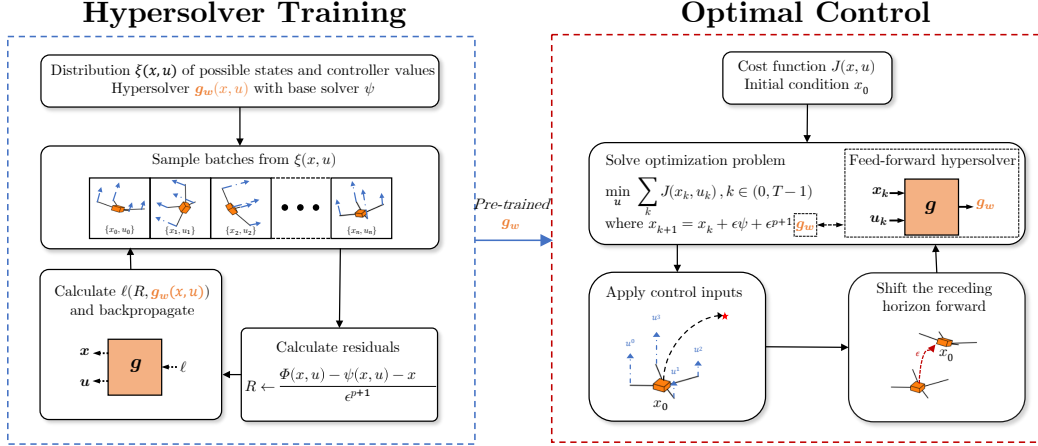 Hypersolver Training
Distribution ξ(x, u) of possible states and controller values
Hypersolver g_w(x, u) with base solver ψ
Sample batches from ξ(x, u)
{x_0, u_0}
{x_1, u_1}
{x_2, u_2}
• • •
{x_n, u_n}
Calculate ℓ(R, g_w(x, u))
and backpropagate
x
u
g
ℓ
Calculate residuals
R ← (Φ(x, u) − ψ(x, u) − x) / ϵ^{p+1}
Pre-trained
g_w
Optimal Control
Cost function J(x, u)
Initial condition x_0
Solve optimization problem
min_u ∑_k J(x_k, u_k) , k ∈ (0, T − 1)
where x_{k+1} = x_k + ϵψ + ϵ^{p+1} g_w
Feed-forward hypersolver
x_k
u_k
g
g_w
Apply control inputs
u^0
u^3
u^2
u^1
x_0
Shift the receding
horizon forward
ϵ
x_0